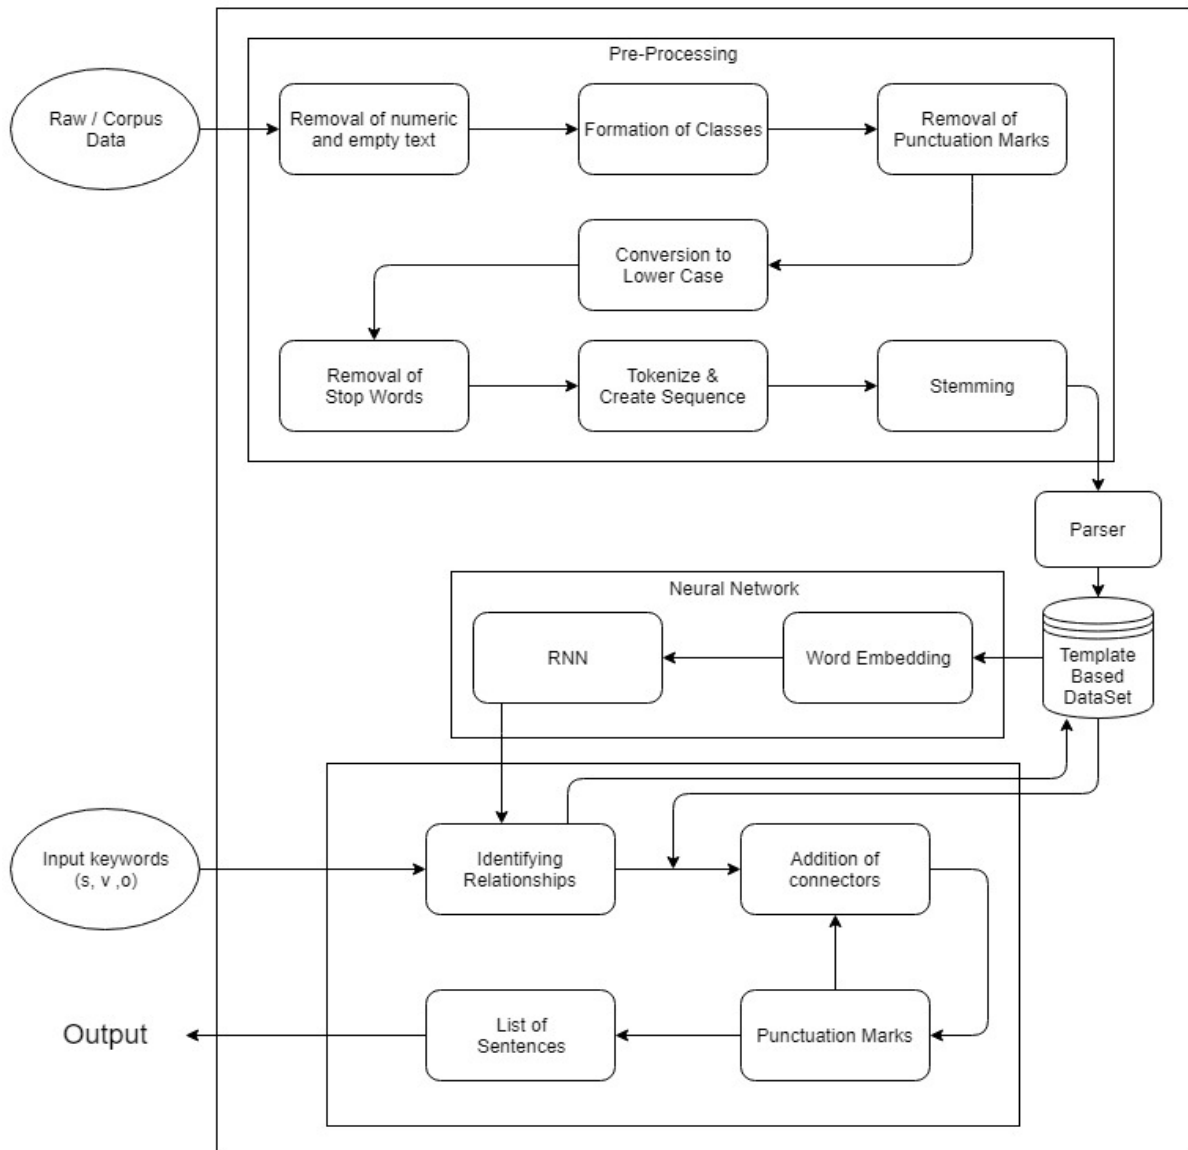 Pre-Processing
Raw / Corpus
Data
Removal of numeric
and empty text
Formation of Classes
Removal of
Punctuation Marks
Conversion to
Lower Case
Removal of
Stop Words
Tokenize &
Create Sequence
Stemming
Parser
Neural Network
RNN
Word Embedding
Template
Based
DataSet
Input keywords
(s, v ,o)
Identifying
Relationships
Addition of
connectors
Output
List of
Sentences
Punctuation Marks